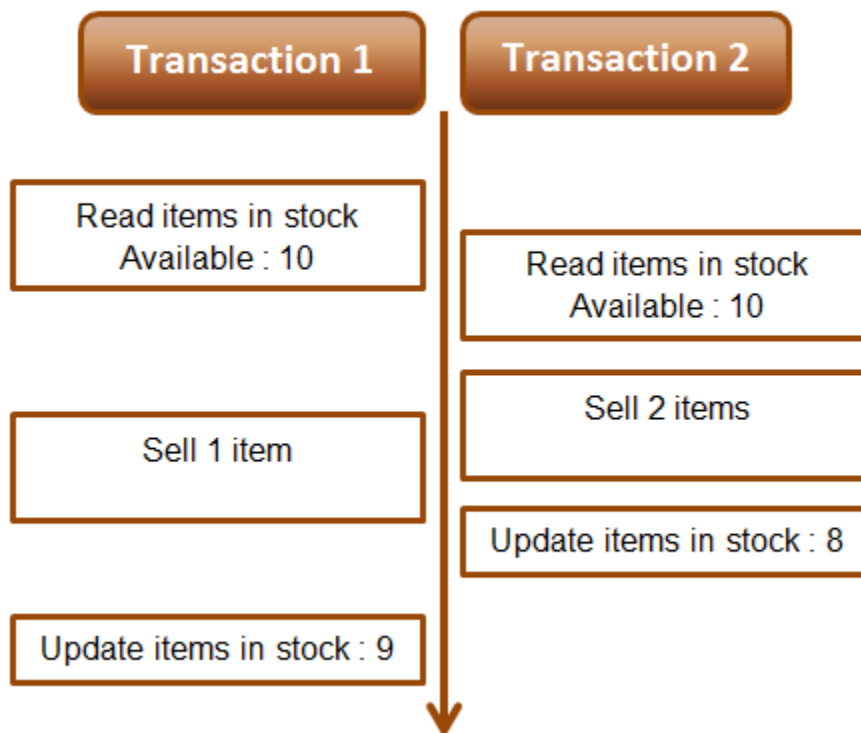 Transaction 1
Transaction 2
Read items in stock
Available : 10
Read items in stock
Available : 10
Sell 2 items
Sell 1 item
Update items in stock : 8
Update items in stock : 9